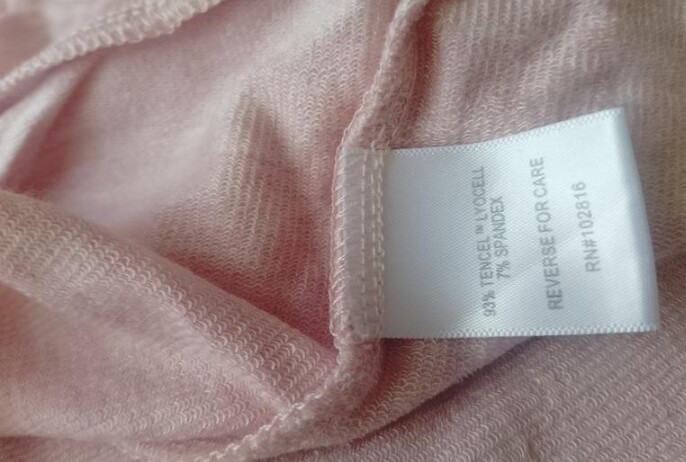 93% TENCEL™ LYOCELL
7% SPANDEX
REVERSE FOR CARE
RN#102816